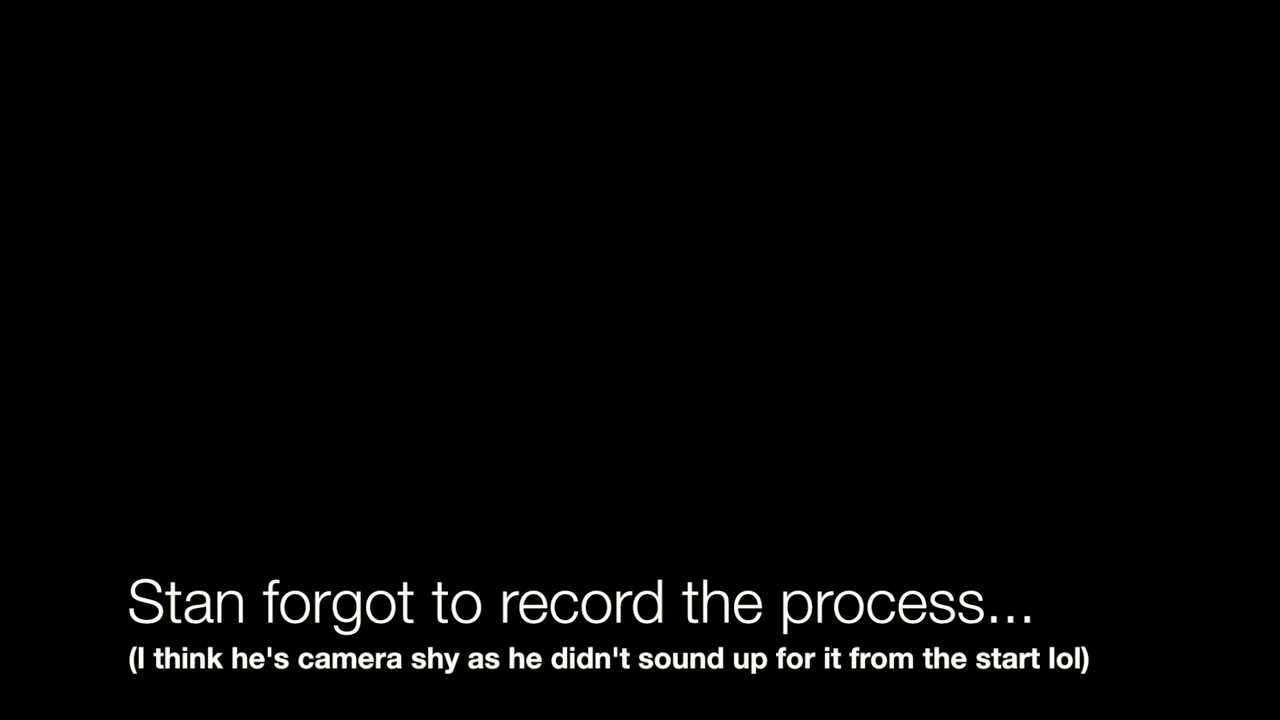 Stan forgot to record the process...
(I think he's camera shy as he didn't sound up for it from the start lol)